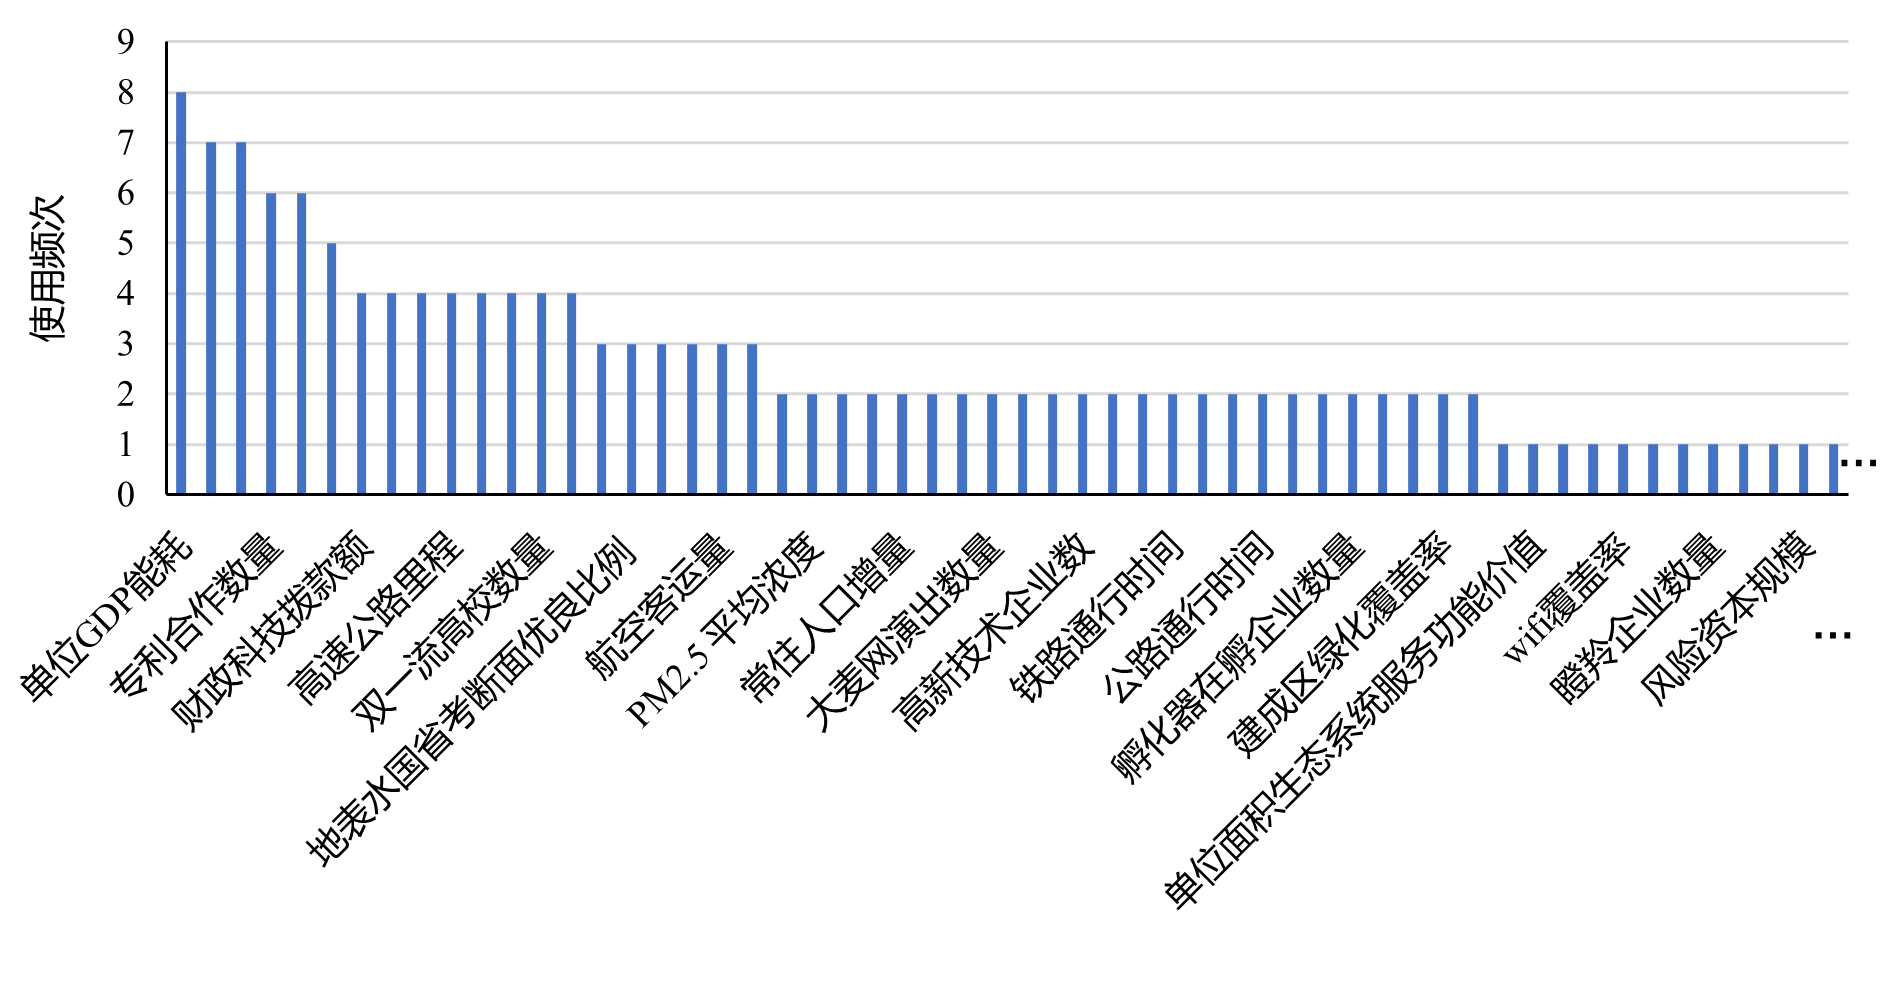 使用频次
9
8
7
6
5
4
3
2
1
0
...
单位GDP能耗
专利合作数量
财政科技拨款额
高速公路里程
双一流高校数量
地表水国省考断面优良比例
航空客运量
PM2.5 平均浓度
常住人口增量
大麦网演出数量
高新技术企业数
铁路通行时间
公路通行时间
孵化器在孵企业数量
建成区绿化覆盖率
单位面积生态系统服务功能价值
wifi覆盖率
瞪羚企业数量
风险资本规模
...